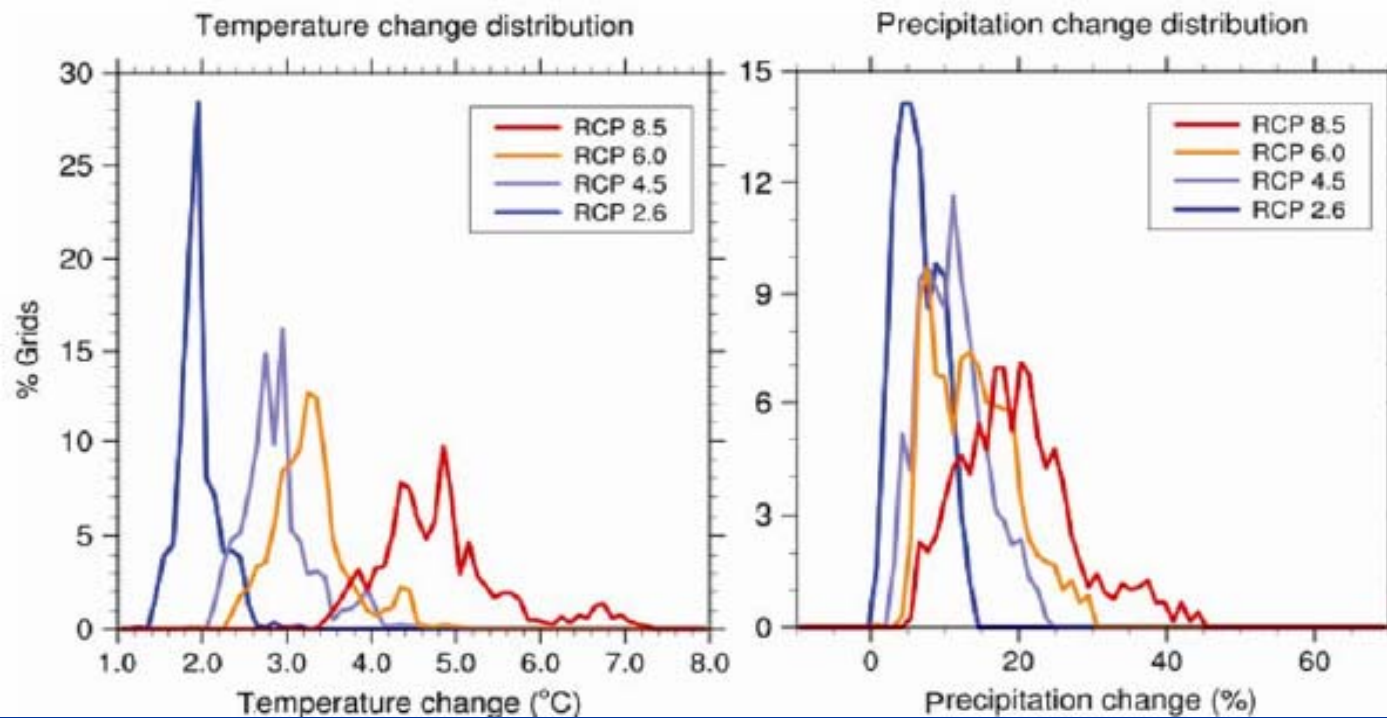 Temperature change distribution
30
25
20
15
10
5
0
% Grids
RCP 8.5
RCP 6.0
RCP 4.5
RCP 2.6
1.0 2.0 3.0 4.0 5.0 6.0 7.0 8.0
Temperature change (°C)
Precipitation change distribution
15
12
9
6
3
0
RCP 8.5
RCP 6.0
RCP 4.5
RCP 2.6
0 20 40 60
Precipitation change (%)